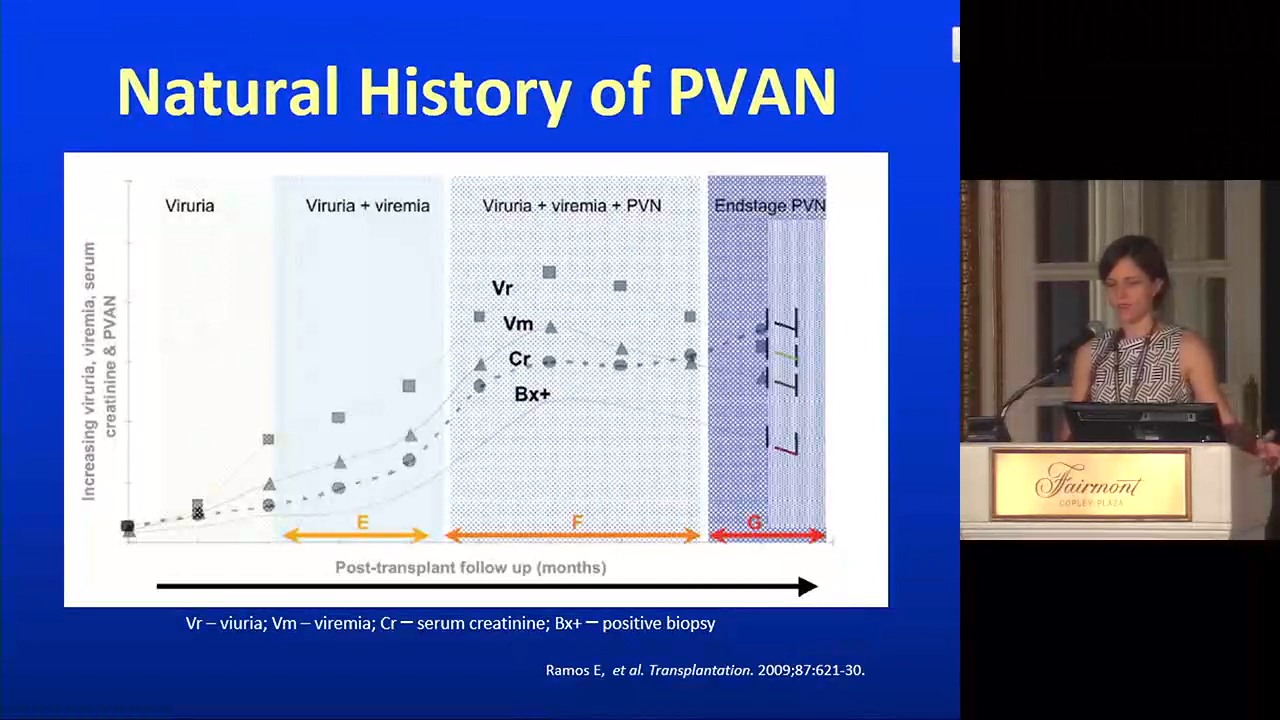 Natural History of PVAN
Viruria
Viruria + viremia
Viruria + viremia + PVN
Endstage PVN
Increasing viruria, viremia, serum
creatinine & PVAN
Vr
Vm
Cr
Bx+
E
F
G
Post-transplant follow up (months)
Vr – viuria; Vm – viremia; Cr – serum creatinine; Bx+ – positive biopsy
Ramos E, et al. Transplantation. 2009;87:621-30.
Fairmont
COPLEY PLAZA